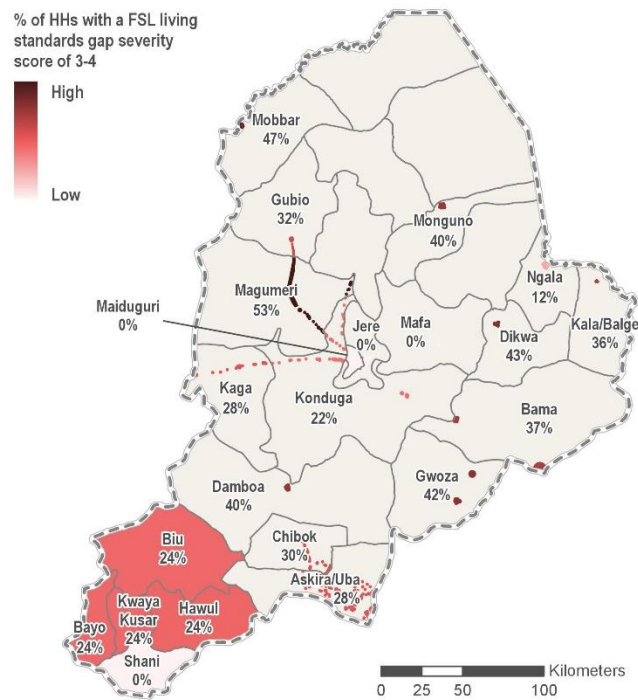 % of HHs with a FSL living
standards gap severity
score of 3-4
High
Low
Mobbar
47%
Gubio
32%
Monguno
40%
Magumeri
53%
Ngala
12%
Maiduguri
0%
Jere
0%
Mafa
0%
Dikwa
43%
Kala/Balge
36%
Kaga
28%
Konduga
22%
Bama
37%
Damboa
40%
Gwoza
42%
Chibok
30%
Askira/Uba
28%
Biu
24%
Bayo
24%
Kwaya
Kusar
24%
Hawul
24%
Shani
0%
Kilometers
0 25 50 100